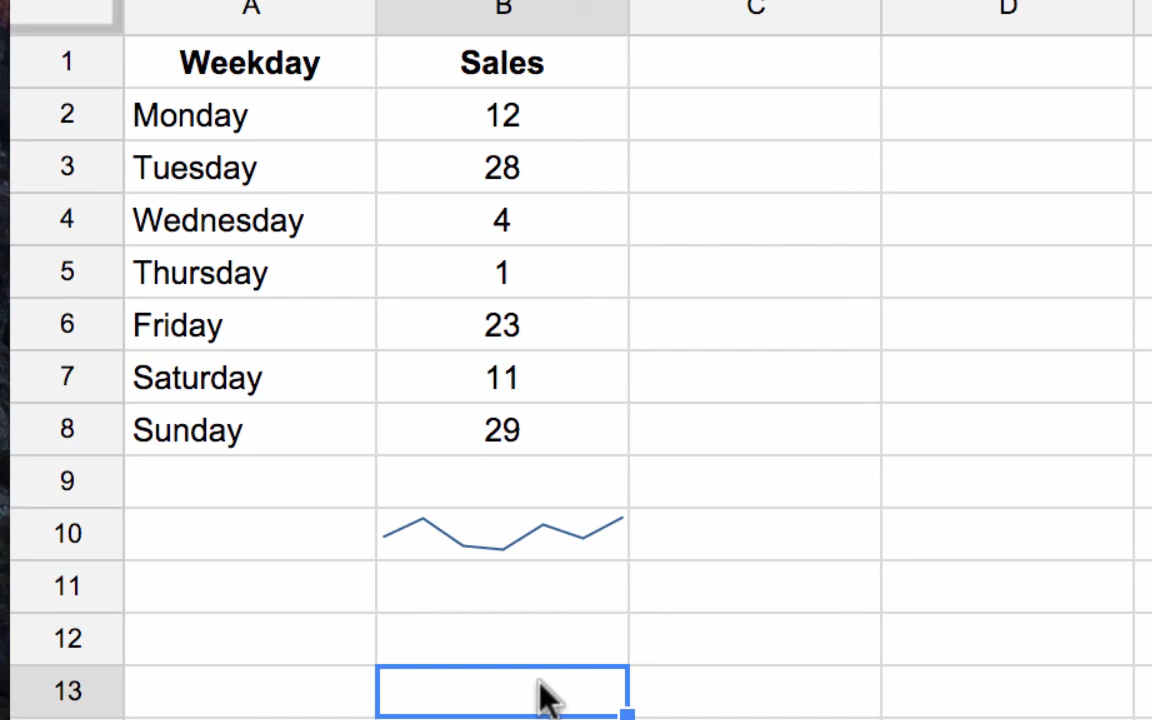 A B C D
1 Weekday Sales
2 Monday 12
3 Tuesday 28
4 Wednesday 4
5 Thursday 1
6 Friday 23
7 Saturday 11
8 Sunday 29
9
10
11
12
13